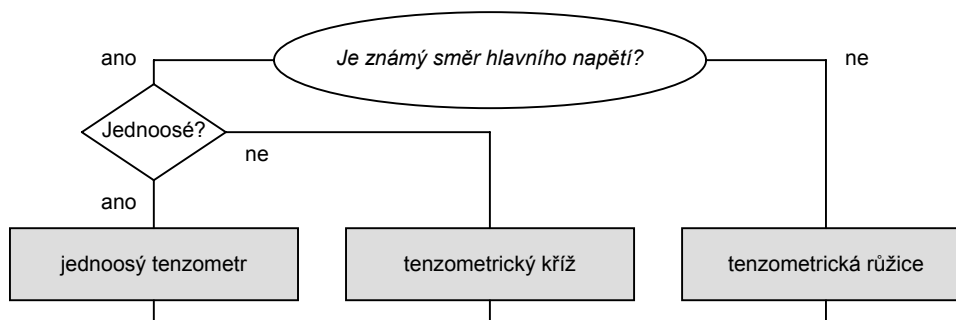 Je známý směr hlavního napětí?
ano
ne
Jednoosé?
ne
ano
jednoosý tenzometr
tenzometrický kříž
tenzometrická růžice